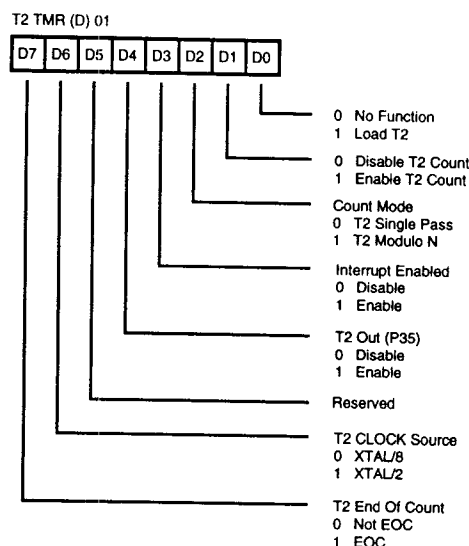 T2 TMR (D) 01
D7 D6 D5 D4 D3 D2 D1 D0
0 No Function
1 Load T2
0 Disable T2 Count
1 Enable T2 Count
Count Mode
0 T2 Single Pass
1 T2 Modulo N
Interrupt Enabled
0 Disable
1 Enable
T2 Out (P35)
0 Disable
1 Enable
Reserved
T2 CLOCK Source
0 XTAL/8
1 XTAL/2
T2 End Of Count
0 Not EOC
1 EOC